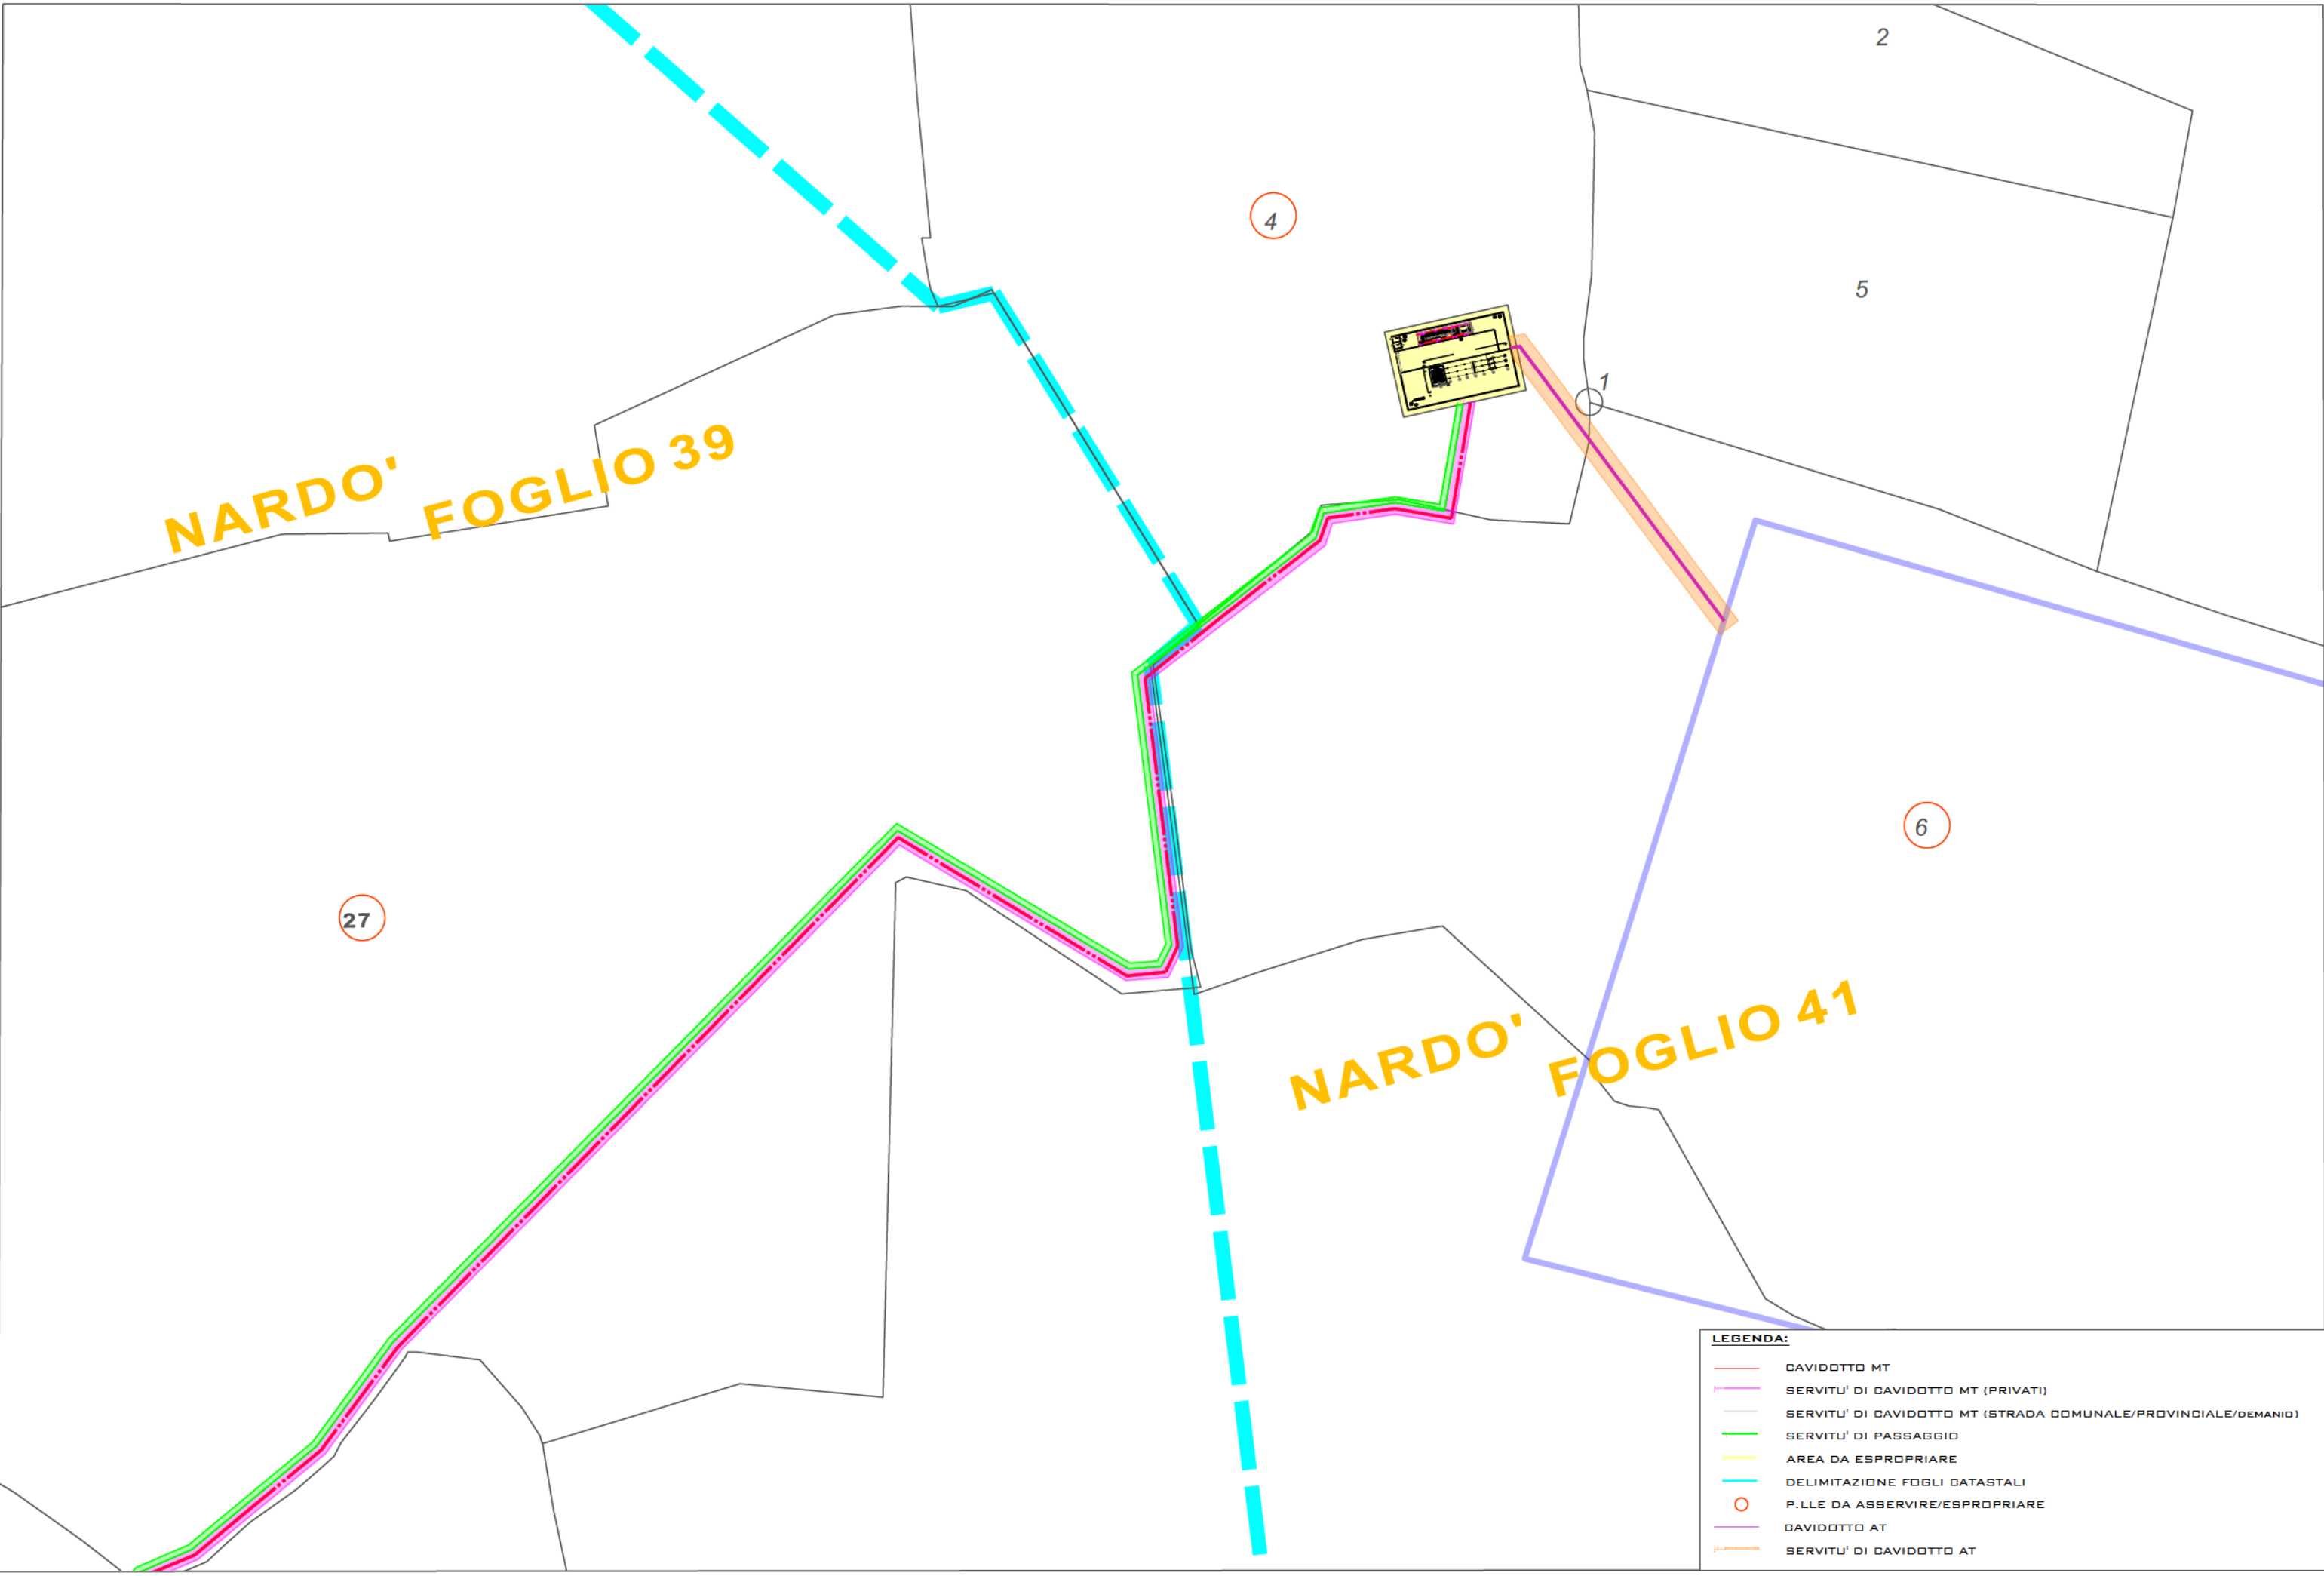 2
4
5
1
NARDO' FOGLIO 39
6
27
NARDO' FOGLIO 41
LEGENDA:
CAVIDOTTO MT
SERVITU' DI CAVIDOTTO MT (PRIVATI)
SERVITU' DI CAVIDOTTO MT (STRADA COMUNALE/PROVINCIALE/DEMANIO)
SERVITU' DI PASSAGGIO
AREA DA ESPROPRIARE
DELIMITAZIONE FOGLI CATASTALI
P.LLE DA ASSERVIRE/ESPROPRIARE
CAVIDOTTO AT
SERVITU' DI CAVIDOTTO AT